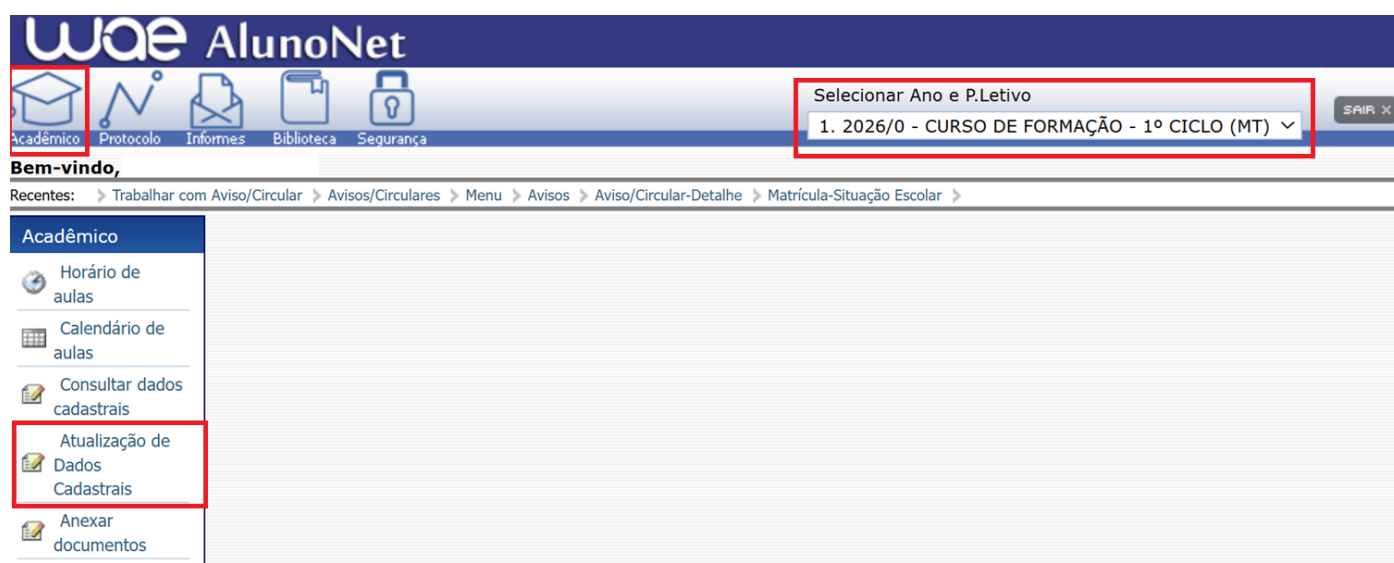 wae AlunoNet
Acadêmico Protocolo Informes Biblioteca Segurança
Selecionar Ano e P.Letivo
1. 2026/0 - CURSO DE FORMAÇÃO - 1º CICLO (MT)
SAIR X
Bem-vindo,
Recentes: Trabalhar com Aviso/Circular Avisos/Circulares Menu Avisos Aviso/Circular-Detalhe Matrícula-Situação Escolar
Acadêmico
Horário de
aulas
Calendário de
aulas
Consultar dados
cadastrais
Atualização de
Dados
Cadastrais
Anexar
documentos